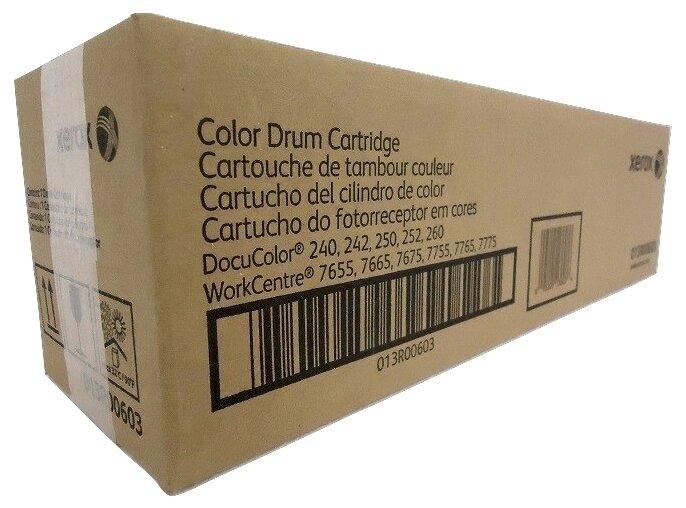 xerox
013R00603
Color Drum Cartridge
Cartouche de tambour couleur
Cartucho del cilindro de color
Cartucho do fotorreceptor em cores
DocuColor® 240, 242, 250, 252, 260
WorkCentre® 7655, 7665, 7675, 7755, 7765, 7775
013R00603
xerox
013R00603